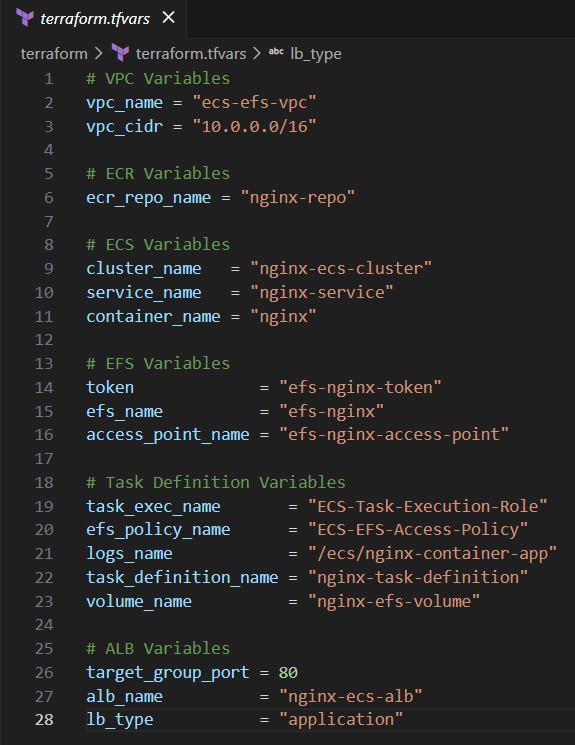 terraform.tfvars ×
terraform > terraform.tfvars > abc lb_type
1 # VPC Variables
2 vpc_name = "ecs-efs-vpc"
3 vpc_cidr = "10.0.0.0/16"
4
5 # ECR Variables
6 ecr_repo_name = "nginx-repo"
7
8 # ECS Variables
9 cluster_name   = "nginx-ecs-cluster"
10 service_name   = "nginx-service"
11 container_name = "nginx"
12
13 # EFS Variables
14 token             = "efs-nginx-token"
15 efs_name          = "efs-nginx"
16 access_point_name = "efs-nginx-access-point"
17
18 # Task Definition Variables
19 task_exec_name       = "ECS-Task-Execution-Role"
20 efs_policy_name      = "ECS-EFS-Access-Policy"
21 logs_name            = "/ecs/nginx-container-app"
22 task_definition_name = "nginx-task-definition"
23 volume_name          = "nginx-efs-volume"
24
25 # ALB Variables
26 target_group_port = 80
27 alb_name          = "nginx-ecs-alb"
28 lb_type           = "application"